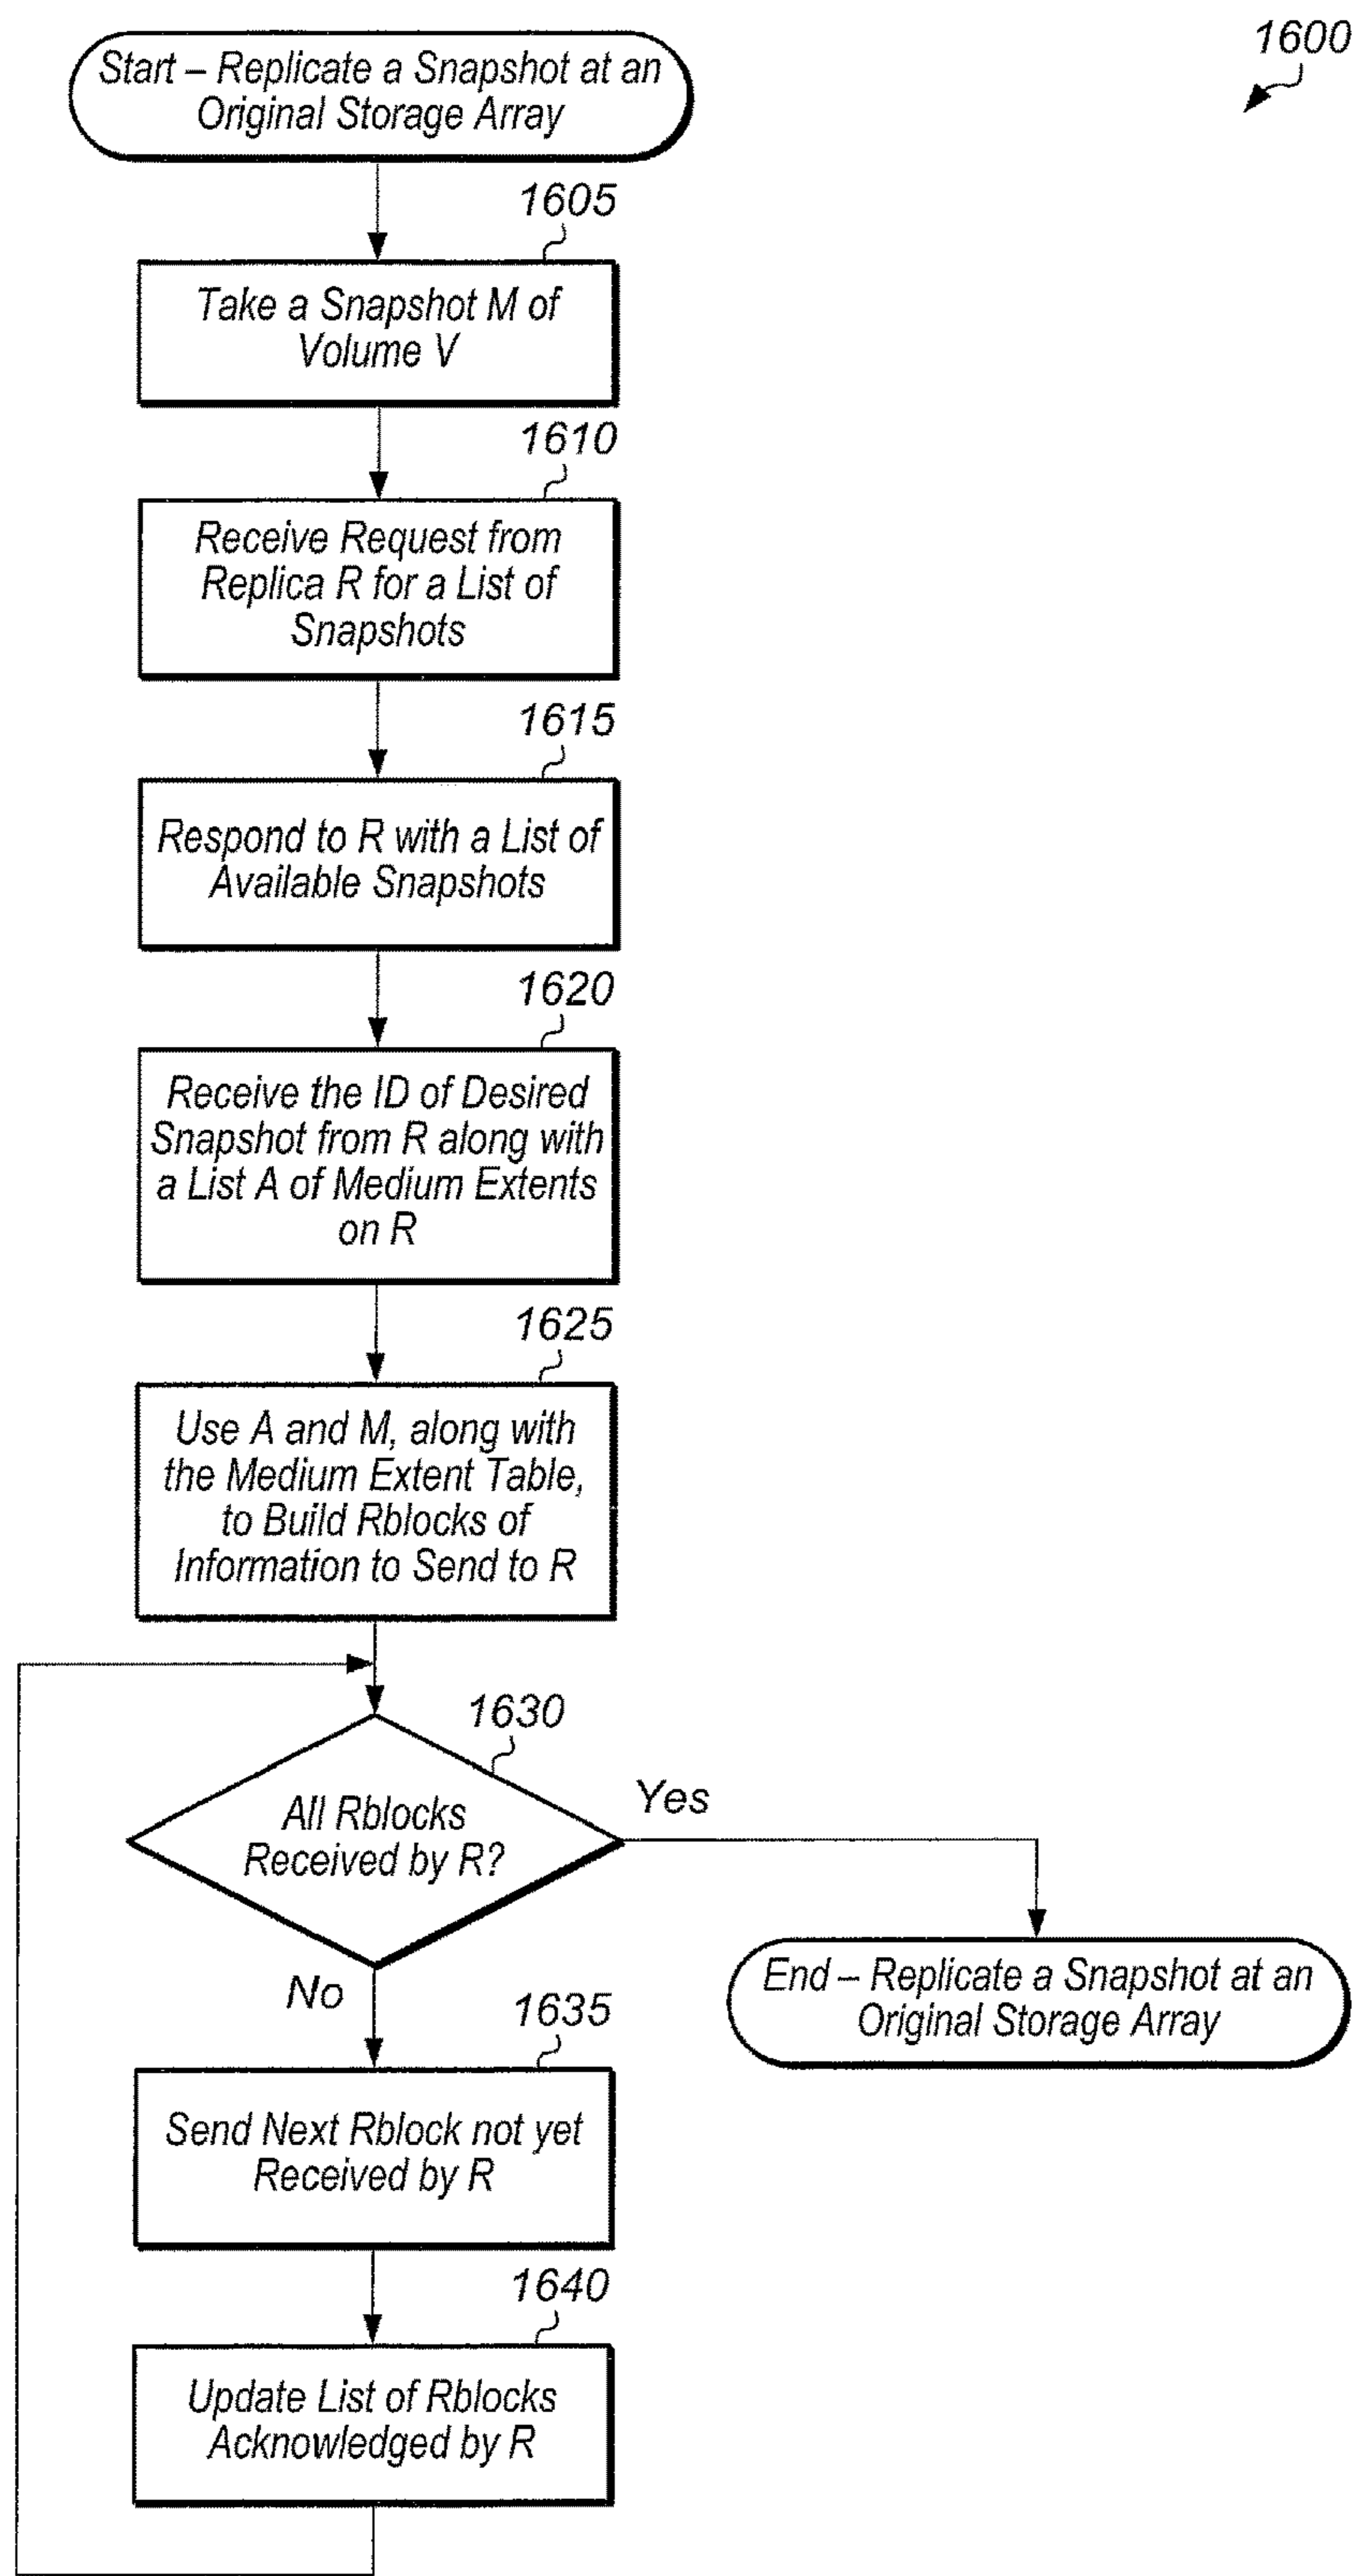 1600
Start – Replicate a Snapshot at an
Original Storage Array
1605
Take a Snapshot M of
Volume V
1610
Receive Request from
Replica R for a List of
Snapshots
1615
Respond to R with a List of
Available Snapshots
1620
Receive the ID of Desired
Snapshot from R along with
a List A of Medium Extents
on R
1625
Use A and M, along with
the Medium Extent Table,
to Build Rblocks of
Information to Send to R
1630
All Rblocks
Received by R?
Yes
End – Replicate a Snapshot at an
Original Storage Array
No
1635
Send Next Rblock not yet
Received by R
1640
Update List of Rblocks
Acknowledged by R